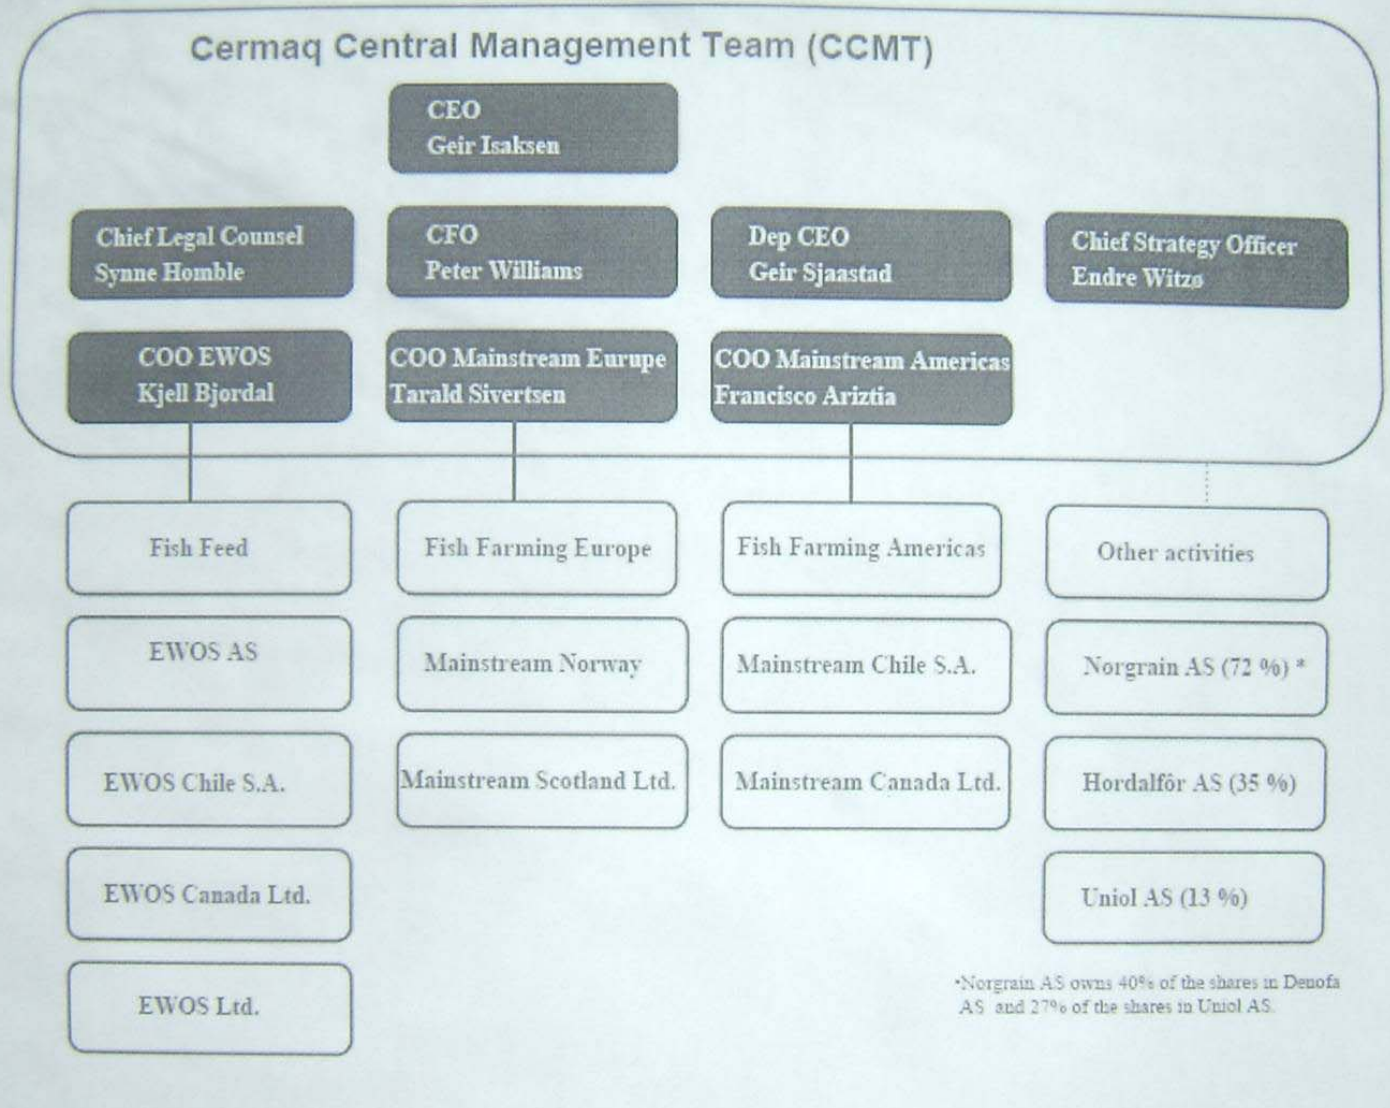 Cermaq Central Management Team (CCMT)
CEO
Geir Isaksen
Chief Legal Counsel
Synne Homble
CFO
Peter Williams
Dep CEO
Geir Sjaastad
Chief Strategy Officer
Endre Witzø
COO EWOS
Kjell Bjordal
COO Mainstream Eurupe
Tarald Sivertsen
COO Mainstream Americas
Francisco Ariztia
Fish Feed
Fish Farming Europe
Fish Farming Americas
Other activities
EWOS AS
Mainstream Norway
Mainstream Chile S.A.
Norgrain AS (72 %) *
EWOS Chile S.A.
Mainstream Scotland Ltd.
Mainstream Canada Ltd.
Hordalfôr AS (35 %)
EWOS Canada Ltd.
Uniol AS (13 %)
EWOS Ltd.
*Norgrain AS owns 40% of the shares in Denofa
AS and 27% of the shares in Uniol AS.